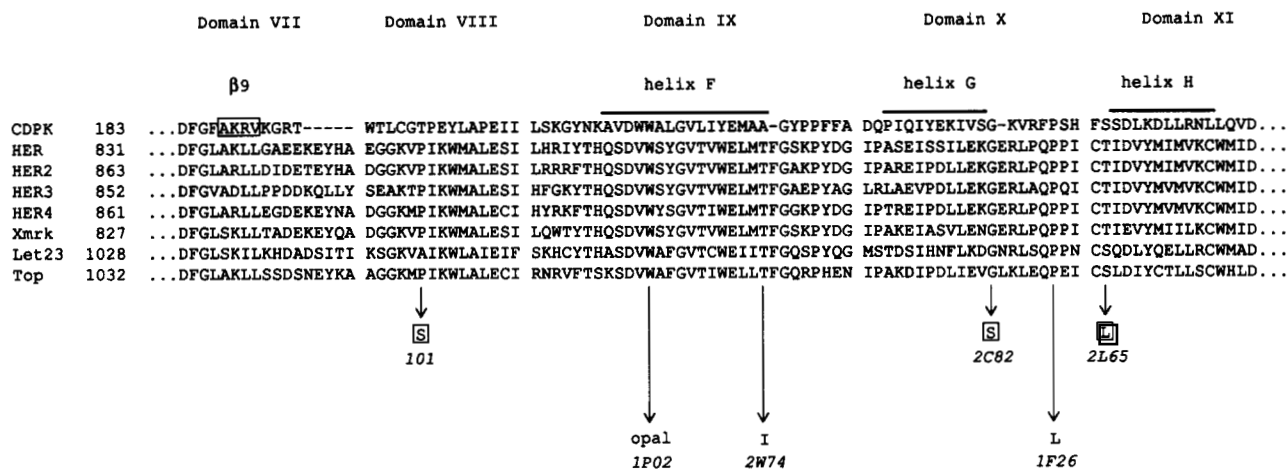 Domain VII Domain VIII Domain IX Domain X Domain XI
β9 helix F helix G helix H
CDPK 183 ...DFGFAKRVKGRT----- WTLCGTPEYLAPEII LSKGYNKAVDWWALGVLIYEMAA-GYPPFFA DQPIQIYEKIVSG-KVRFPSH FSSDLKDLLRNLLQVD...
HER 831 ...DFGLAKLLGAEEKEYHA EGGKVPIKWMALESI LHRIYTHQSDVWSYGVTVWELMTFGSKPYDG IPASEISSILEKGERLPQPPI CTIDVYMIMVKCWMID...
HER2 863 ...DFGLARLLDIDETEYHA DGGKVPIKWMALESI LRRRFTHQSDVWSYGVTVWELMTFGAKPYDG IPAREIPDLLEKGERLPQPPI CTIDVYMIMVKCWMID...
HER3 852 ...DFGVADLLPPDDKQLLY SEAKTPIKWMALESI HFGKYTHQSDVWSYGVTVWELMTFGAEPYAG LRLAEVPDLLEKGERLAQPQI CTIDVYMVMVKCWMID...
HER4 861 ...DFGLARLLEGDEKEYNA DGGKMPIKWMALECI HYRKFTHQSDVWSYGVTIWELMTFGGKPYDG IPTREIPDLLEKGERLPQPPI CTIDVYMVMVKCWMID...
Xmrk 827 ...DFGLSKLLTADEKEYQA DGGKVPIKWMALESI LQWTYTHQSDVWSYGVTVWELMTFGSKPYDG IPAKEIASVLENGERLPQPPI CTIEVYMIILKCWMID...
Let23 1028 ...DFGLSKILKHDADSITI KSGKVAIKWLAIEIF SKHCYTHASDVWAFGVTCWEIITFGQSPYQG MSTDSIHNFLKDGNRLSQPPN CSQDLYQELLRCWMAD...
Top 1032 ...DFGLAKLLSSDSNEYKA AGGKMPIKWLALECI RNRVFTSKSDVWAFGVTIWELLTFGQRPHEN IPAKDIPDLIEVGLKLEQPEI CSLDIYCTLLSCWHLD...
S S L
101 2C82 2L65
opal I L
1P02 2W74 1F26